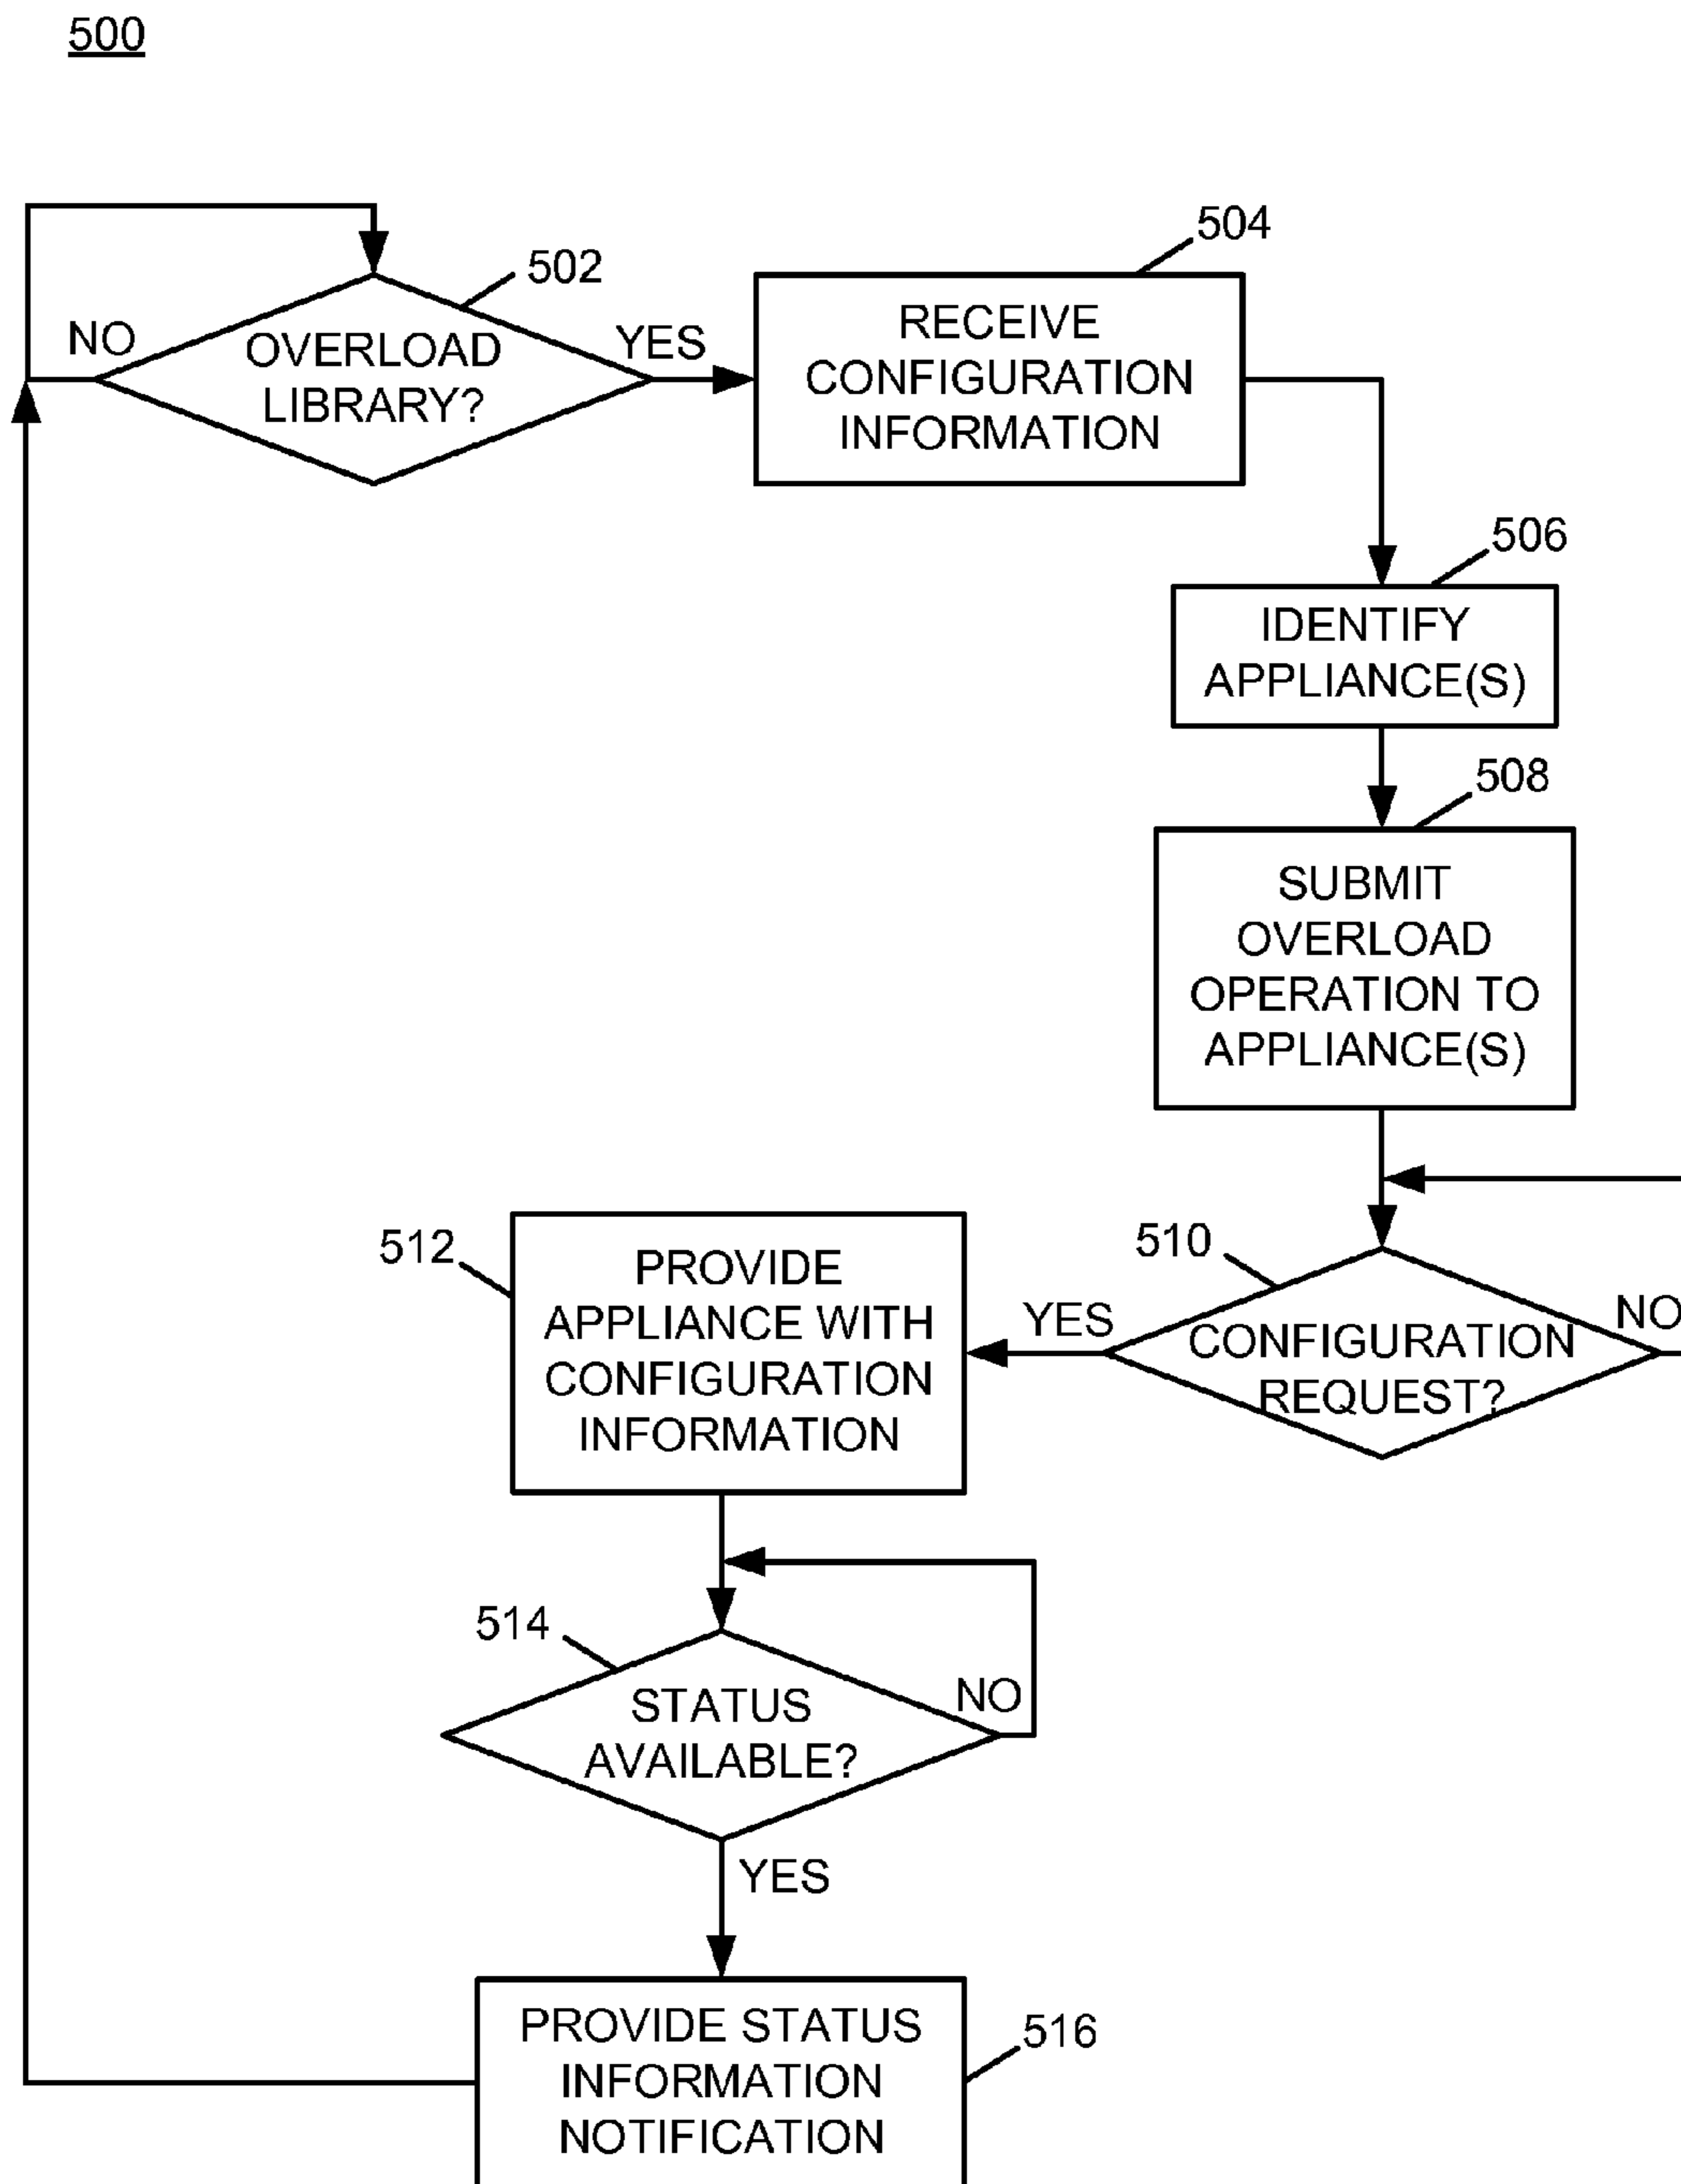 500
502
NO
OVERLOAD
LIBRARY?
YES
504
RECEIVE
CONFIGURATION
INFORMATION
506
IDENTIFY
APPLIANCE(S)
508
SUBMIT
OVERLOAD
OPERATION TO
APPLIANCE(S)
510
CONFIGURATION
REQUEST?
NO
YES
512
PROVIDE
APPLIANCE WITH
CONFIGURATION
INFORMATION
514
STATUS
AVAILABLE?
NO
YES
516
PROVIDE STATUS
INFORMATION
NOTIFICATION